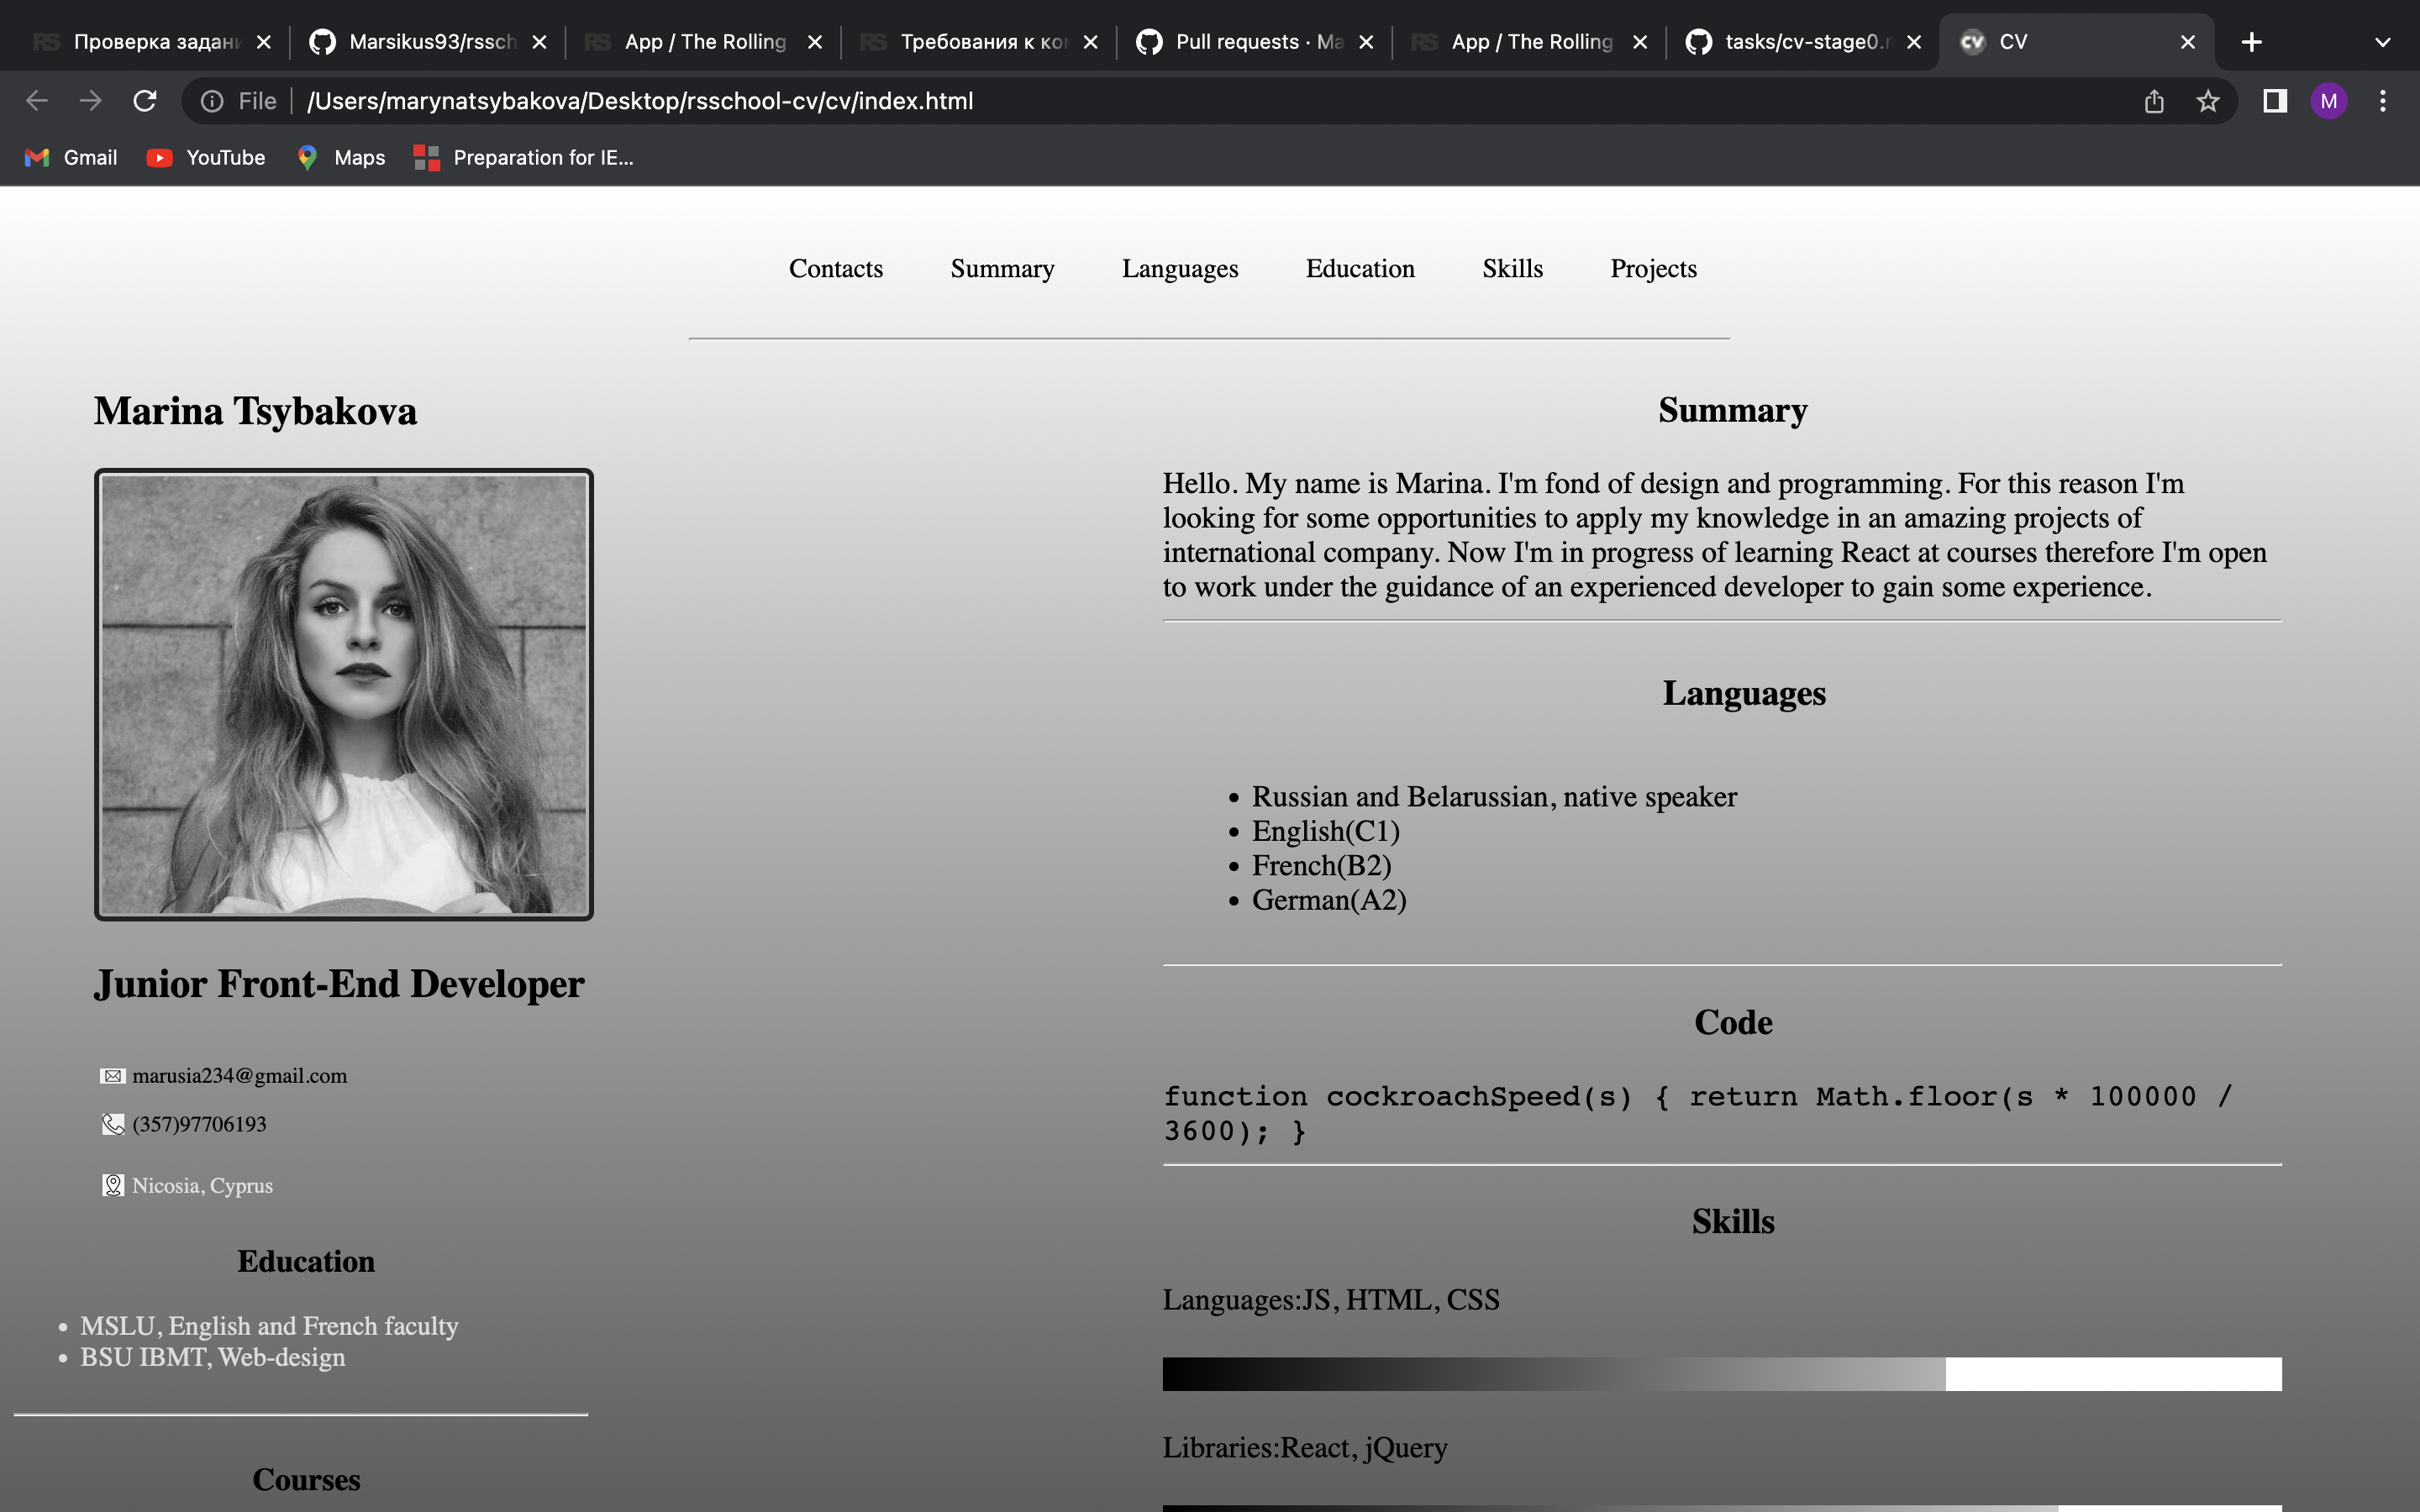 RS Проверка задани
Marsikus93/rssch
RS App / The Rolling
RS Требования к ко
Pull requests · Ma
RS App / The Rolling
tasks/cv-stage0.
CV CV
File /Users/marynatsybakova/Desktop/rsschool-cv/cv/index.html
M
Gmail YouTube Maps Preparation for IE...
Contacts Summary Languages Education Skills Projects
Marina Tsybakova
Junior Front-End Developer
marusia234@gmail.com
(357)97706193
Nicosia, Cyprus
Education
MSLU, English and French faculty
BSU IBMT, Web-design
Courses
Summary
Hello. My name is Marina. I'm fond of design and programming. For this reason I'm
looking for some opportunities to apply my knowledge in an amazing projects of
international company. Now I'm in progress of learning React at courses therefore I'm open
to work under the guidance of an experienced developer to gain some experience.
Languages
Russian and Belarussian, native speaker
English(C1)
French(B2)
German(A2)
Code
function cockroachSpeed(s) { return Math.floor(s * 100000 /
3600); }
Skills
Languages:JS, HTML, CSS
Libraries:React, jQuery